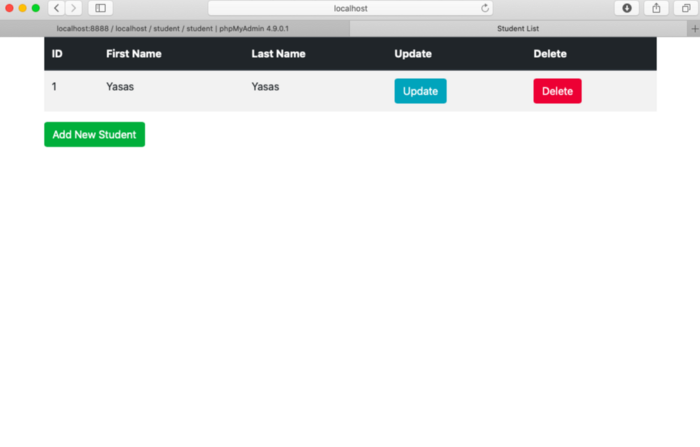 localhost
localhost:8888 / localhost / student / student | phpMyAdmin 4.9.0.1
Student List
ID First Name Last Name Update Delete
1 Yasas Yasas Update Delete
Add New Student